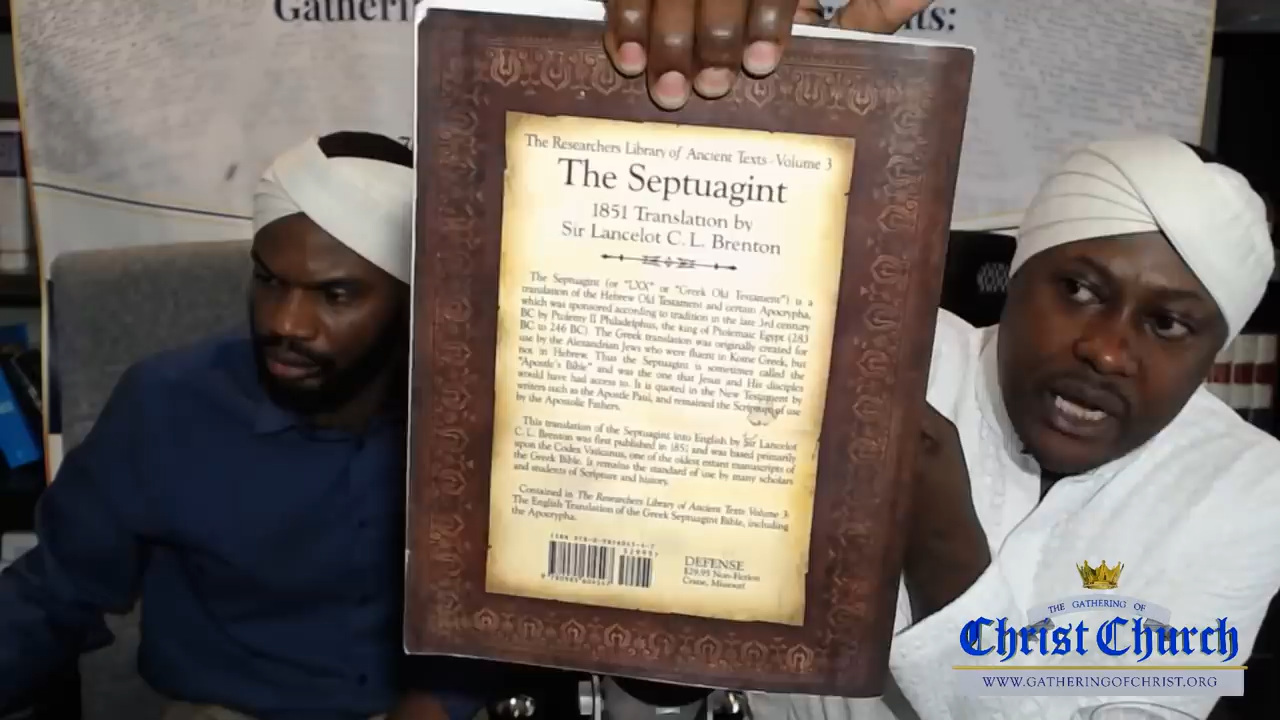 Gatheri
ts:
The Researchers Library of Ancient Texts - Volume 3
The Septuagint
1851 Translation by
Sir Lancelot C. L. Brenton
The Septuagint (or "LXX" or "Greek Old Testament") is a
translation of the Hebrew Old Testament and certain Apocrypha,
which was sponsored according to tradition in the late 3rd century
BC by Ptolemy II Philadelphus, the king of Ptolemaic Egypt (283
BC to 246 BC). The Greek translation was originally created for
use by the Alexandrian Jews who were fluent in Koine Greek, but
not in Hebrew. Thus the Septuagint is sometimes called the
"Apostle's Bible" and was the one that Jesus and His disciples
would have had access to. It is quoted in the New Testament by
writers such as the Apostle Paul, and remained the Scripture of use
by the Apostolic Fathers.
This translation of the Septuagint into English by Sir Lancelot
C. L. Brenton was first published in 1851 and was based primarily
upon the Codex Vaticanus, one of the oldest extant manuscripts of
the Greek Bible. It remains the standard of use by many scholars
and students of Scripture and history.
Contained in The Researchers Library of Ancient Texts Volume 3:
The English Translation of the Greek Septuagint Bible, including
the Apocrypha.
DEFENSE
$29.95 Non-Fiction
Crane, Missouri
THE GATHERING OF
Christ Church
WWW.GATHERINGOFCHRIST.ORG